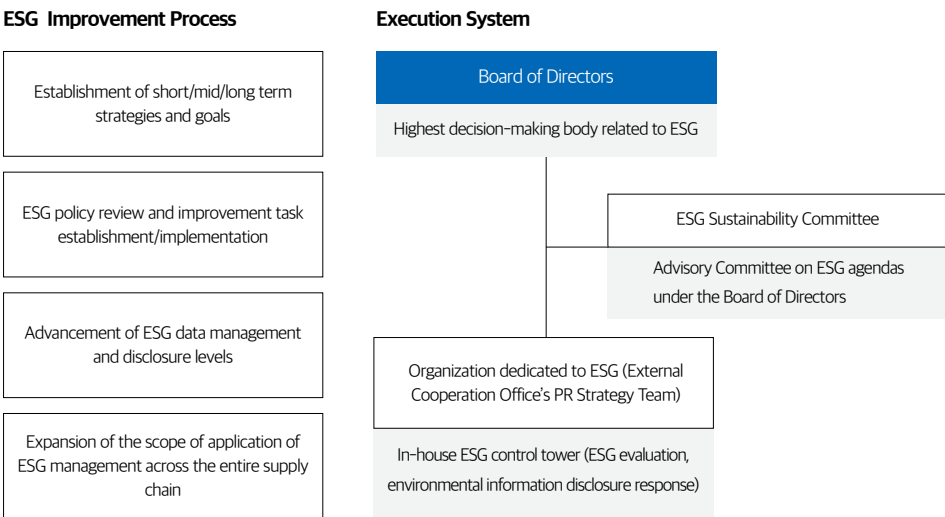 ESG Improvement Process
Establishment of short/mid/long term
strategies and goals
ESG policy review and improvement task
establishment/implementation
Advancement of ESG data management
and disclosure levels
Expansion of the scope of application of
ESG management across the entire supply
chain
Execution System
Board of Directors
Highest decision-making body related to ESG
ESG Sustainability Committee
Advisory Committee on ESG agendas
under the Board of Directors
Organization dedicated to ESG (External
Cooperation Office's PR Strategy Team)
In-house ESG control tower (ESG evaluation,
environmental information disclosure response)